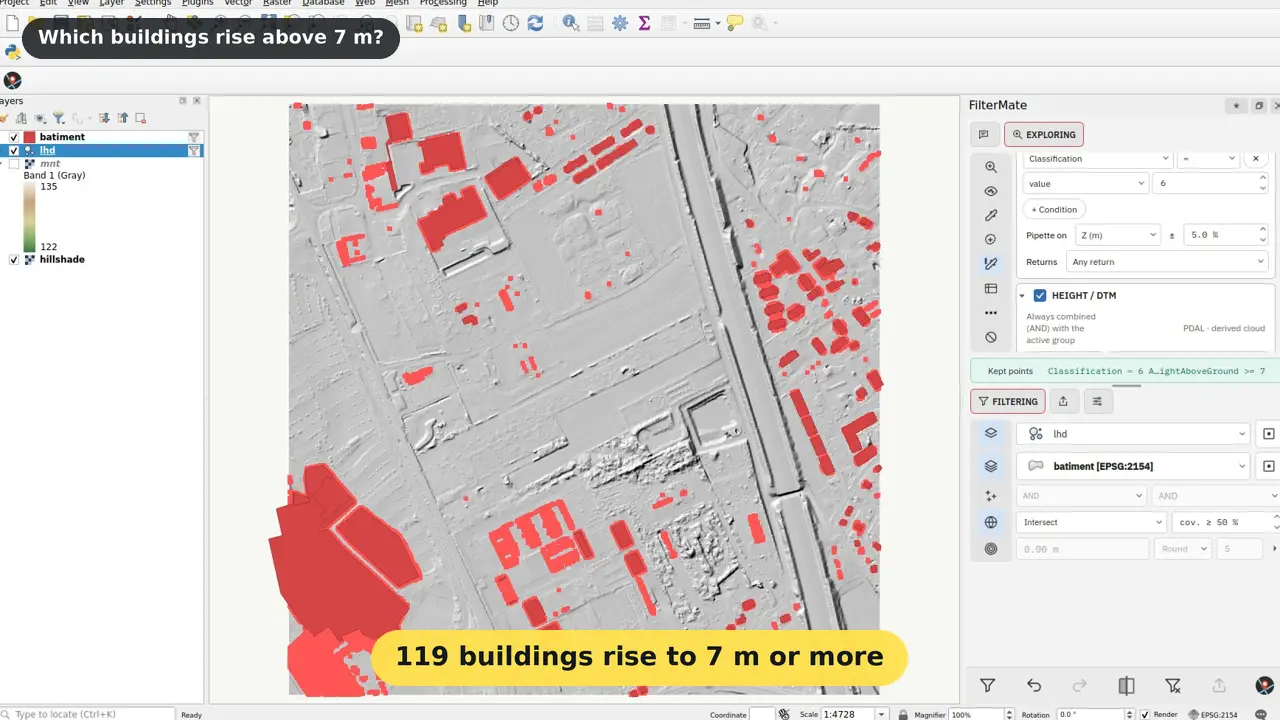 Project Edit View Layer Settings Plugins Vector Raster Database Web Mesh Processing Help
Which buildings rise above 7 m?
ayers
batiment
lhd
mnt
Band 1 (Gray)
135
122
hillshade
FilterMate
EXPLORING
Classification =
value 6
+ Condition
Pipette on Z (m) ± 5.0 %
Returns Any return
HEIGHT / DTM
Always combined
(AND) with the
active group
PDAL · derived cloud
Kept points Classification = 6 A…ightAboveGround >= 7
FILTERING
lhd
batiment [EPSG:2154]
AND AND
Intersect cov. ≥ 50 %
0.00 m Round 5
119 buildings rise to 7 m or more
Type to locate (Ctrl+K) Ready Coordinate Scale 1:4728 Magnifier 100% Rotation 0.0 ° Render EPSG:2154